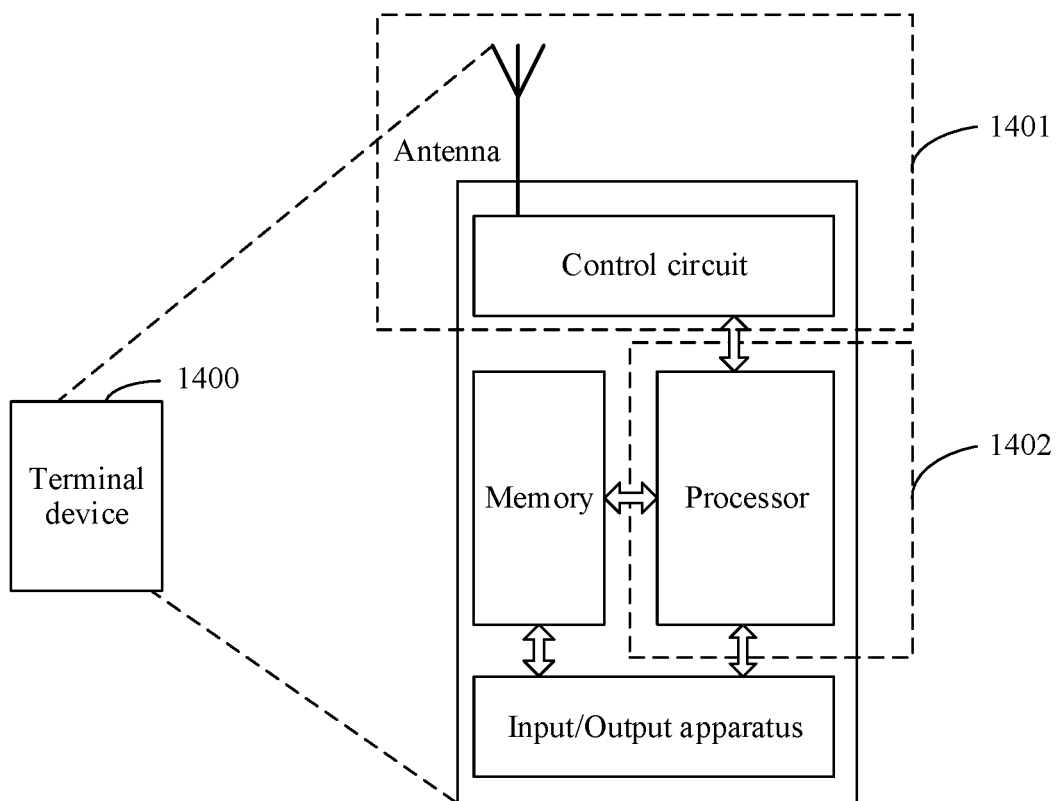 1401
Antenna
Control circuit
1400
Terminal
device
Memory
Processor
1402
Input/Output apparatus